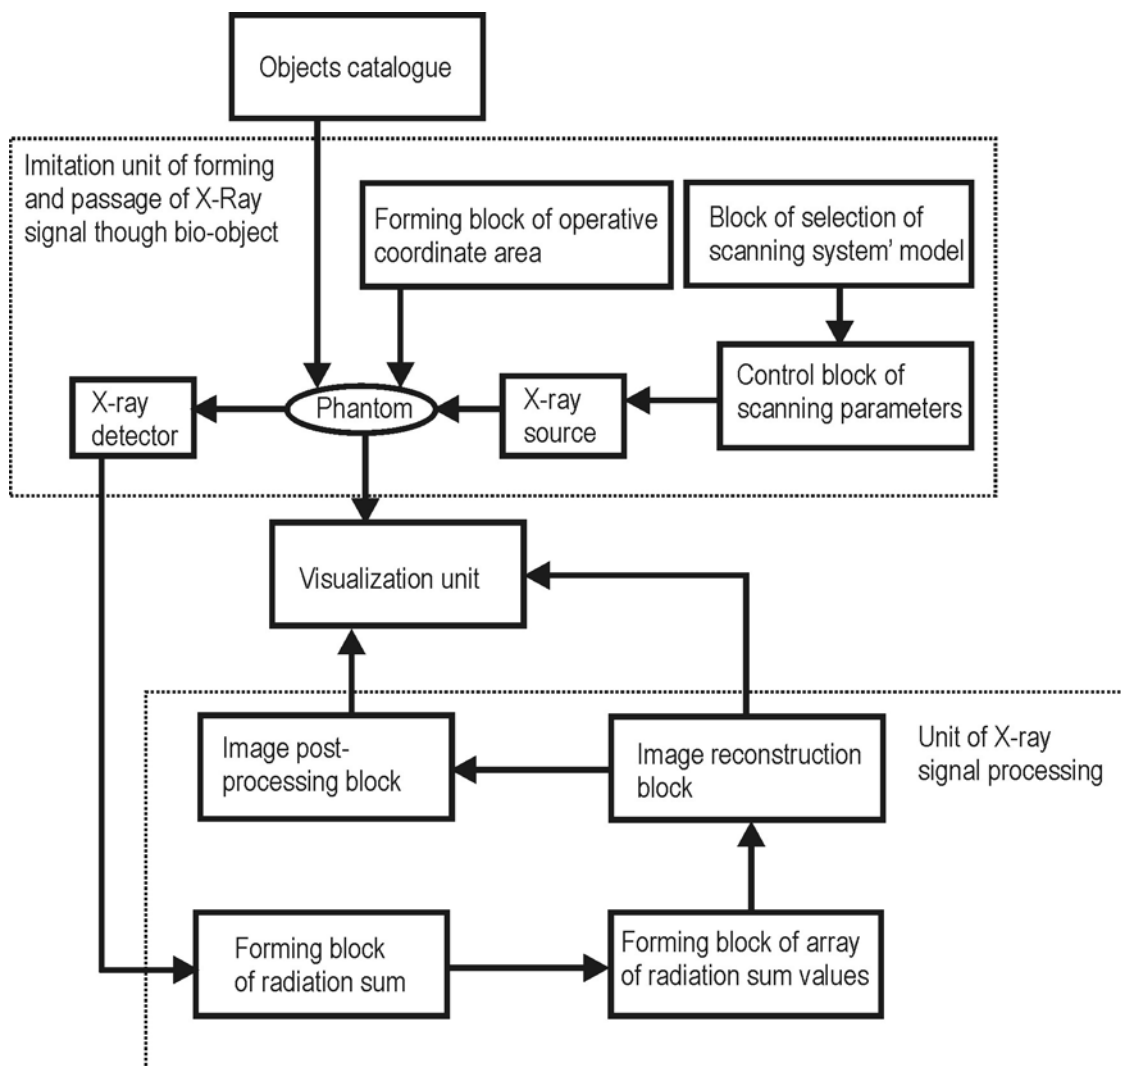 Objects catalogue
Imitation unit of forming
and passage of X-Ray
signal though bio-object
Forming block of operative
coordinate area
Block of selection of
scanning system' model
Control block of
scanning parameters
X-ray
detector
Phantom
X-ray
source
Visualization unit
Image post-
processing block
Image reconstruction
block
Unit of X-ray
signal processing
Forming block
of radiation sum
Forming block of array
of radiation sum values